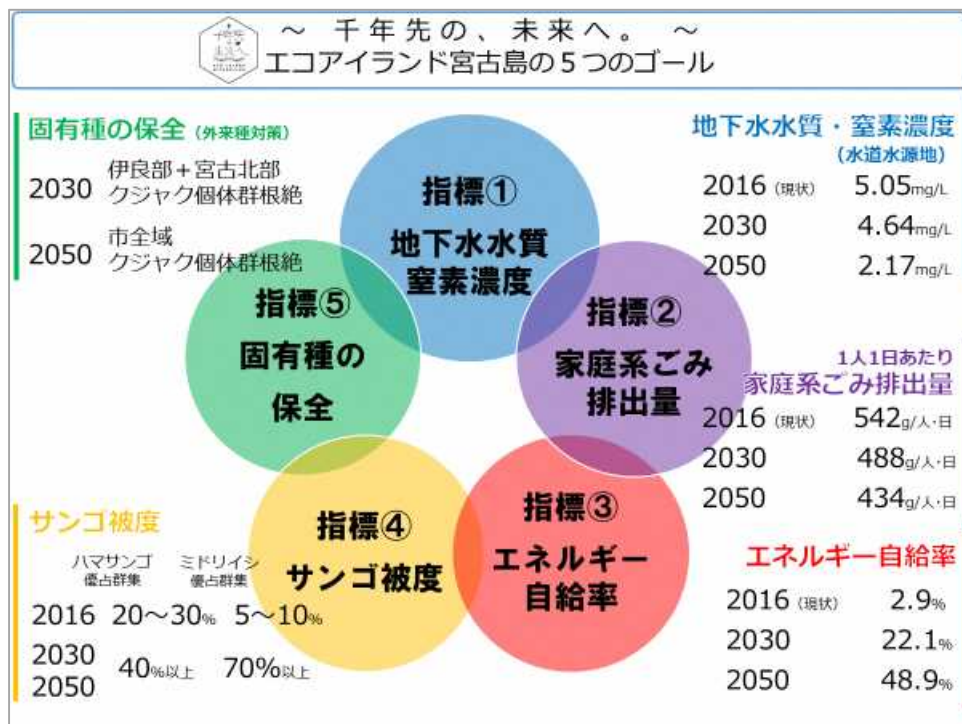 ～ 千年先の、未来へ。 ～
エコアイランド宮古島の５つのゴール
固有種の保全（外来種対策）
2030 伊良部＋宮古北部
クジャク個体群根絶
2050 市全域
クジャク個体群根絶
地下水水質・窒素濃度
（水道水源地）
2016（現状） 5.05mg/L
2030 4.64mg/L
2050 2.17mg/L
指標①
地下水水質
窒素濃度
指標②
家庭系ごみ
排出量
指標③
エネルギー
自給率
指標④
サンゴ被度
指標⑤
固有種の
保全
1人1日あたり
家庭系ごみ排出量
2016（現状） 542g/人･日
2030 488g/人･日
2050 434g/人･日
サンゴ被度
ハマサンゴ ミドリイシ
優占群集 優占群集
2016 20～30% 5～10%
2030
2050 40%以上 70%以上
エネルギー自給率
2016（現状） 2.9%
2030 22.1%
2050 48.9%